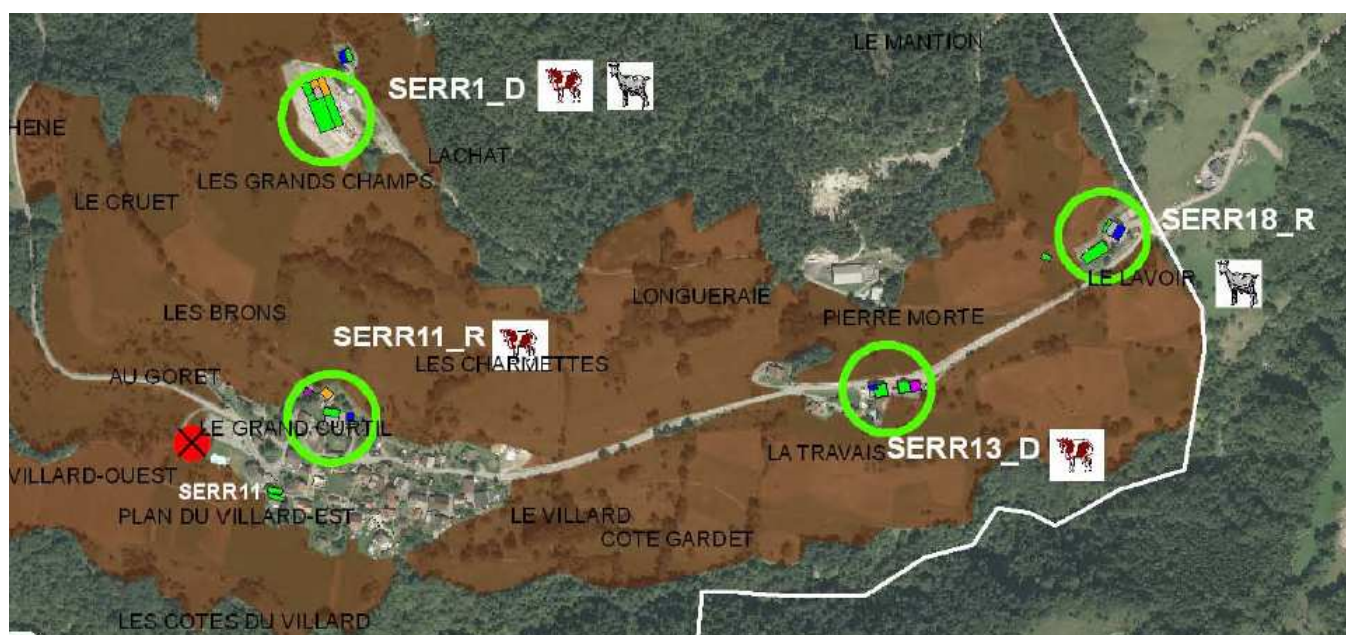 LE MANTION
SERR1_D
HENE
LACHAT
LES GRANDS CHAMPS
LE CRUET
SERR18_R
LE LAVOIR
LONGUERAIE
LES BRONS
PIERRE MORTE
SERR11_R
LES CHARMETTES
AU GORET
LE GRAND CURTIL
LA TRAVAIS
SERR13_D
VILLARD-OUEST
SERR11
PLAN DU VILLARD-EST
LE VILLARD
COTE GARDET
LES COTES DU VILLARD